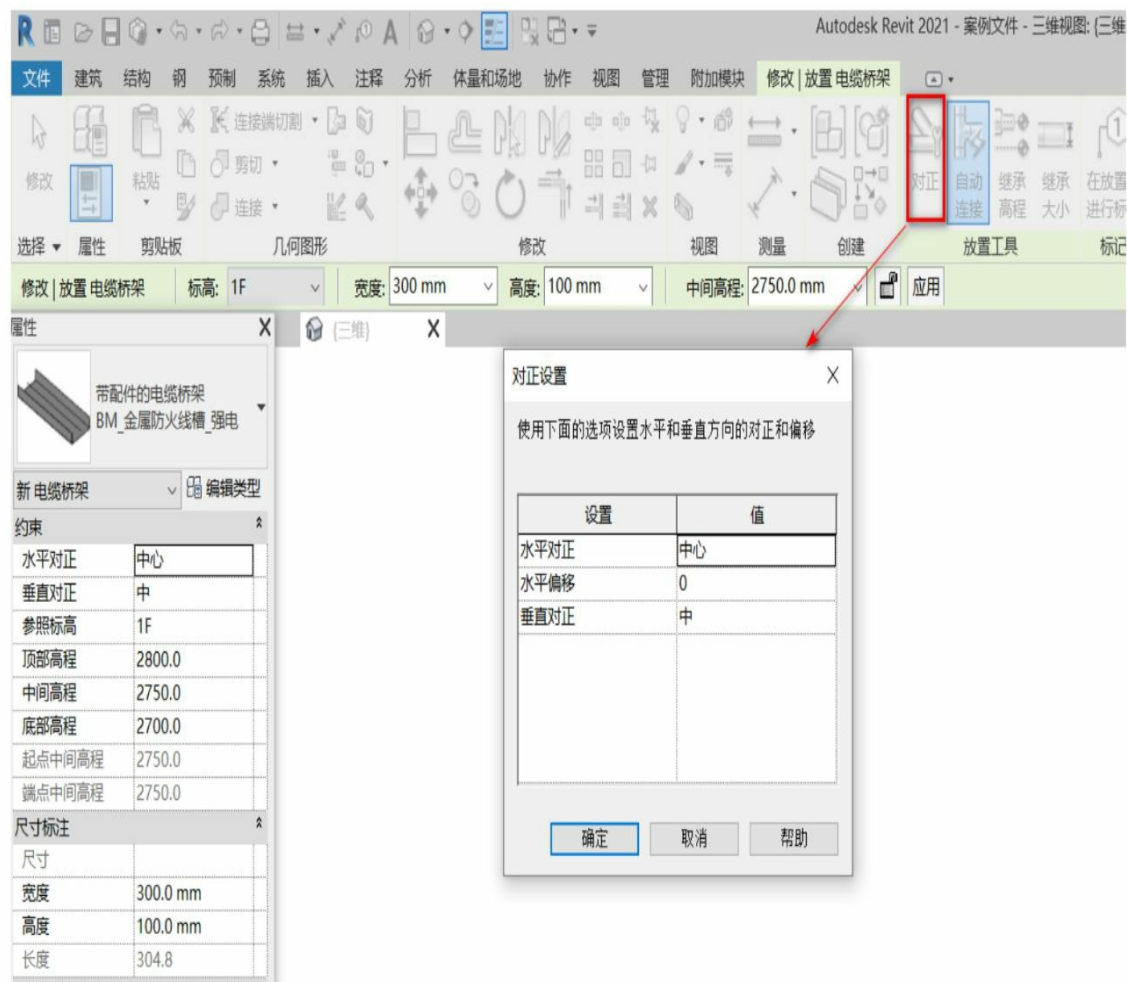 Autodesk Revit 2021 - 案例文件 - 三维视图: {三维
文件 建筑 结构 钢 预制 系统 插入 注释 分析 体量和场地 协作 视图 管理 附加模块 修改 | 放置 电缆桥架
修改 粘贴 连接端切割 剪切 连接 对正 自动连接 继承高程 继承大小 在放置进行标
选择 属性 剪贴板 几何图形 修改 视图 测量 创建 放置工具 标记
修改 | 放置 电缆桥架 标高: 1F 宽度: 300 mm 高度: 100 mm 中间高程: 2750.0 mm 应用
属性 X {三维} X
带配件的电缆桥架
BM_金属防火线槽_强电
新 电缆桥架 编辑类型
约束
水平对正 中心
垂直对正 中
参照标高 1F
顶部高程 2800.0
中间高程 2750.0
底部高程 2700.0
起点中间高程 2750.0
端点中间高程 2750.0
尺寸标注
尺寸
宽度 300.0 mm
高度 100.0 mm
长度 304.8
对正设置
使用下面的选项设置水平和垂直方向的对正和偏移
设置 值
水平对正 中心
水平偏移 0
垂直对正 中
确定 取消 帮助